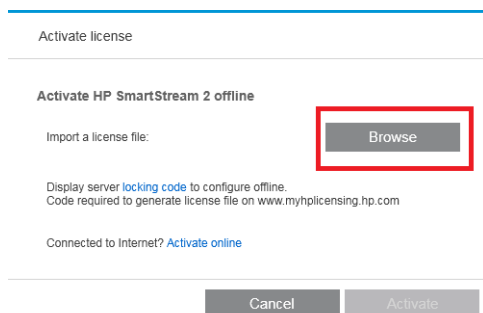 Activate license
Activate HP SmartStream 2 offline
Import a license file:
Browse
Display server locking code to configure offline.
Code required to generate license file on www.myhplicensing.hp.com
Connected to Internet? Activate online
Cancel
Activate